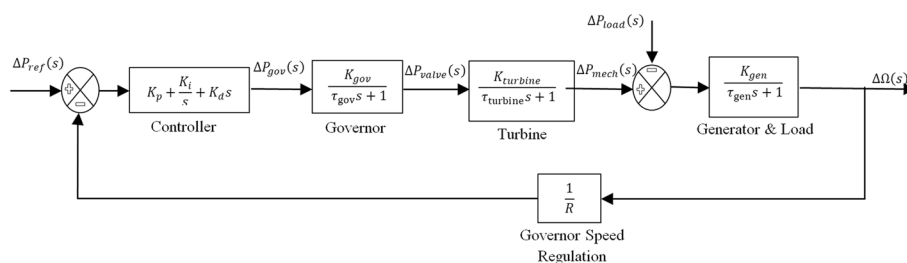 ΔP_load(s)
ΔP_ref(s)
ΔP_gov(s)
ΔP_valve(s)
ΔP_mech(s)
ΔΩ(s)
K_p + K_i/s + K_d s
K_gov
τ_gov s + 1
K_turbine
τ_turbine s + 1
K_gen
τ_gen s + 1
Controller
Governor
Turbine
Generator & Load
1
R
Governor Speed
Regulation